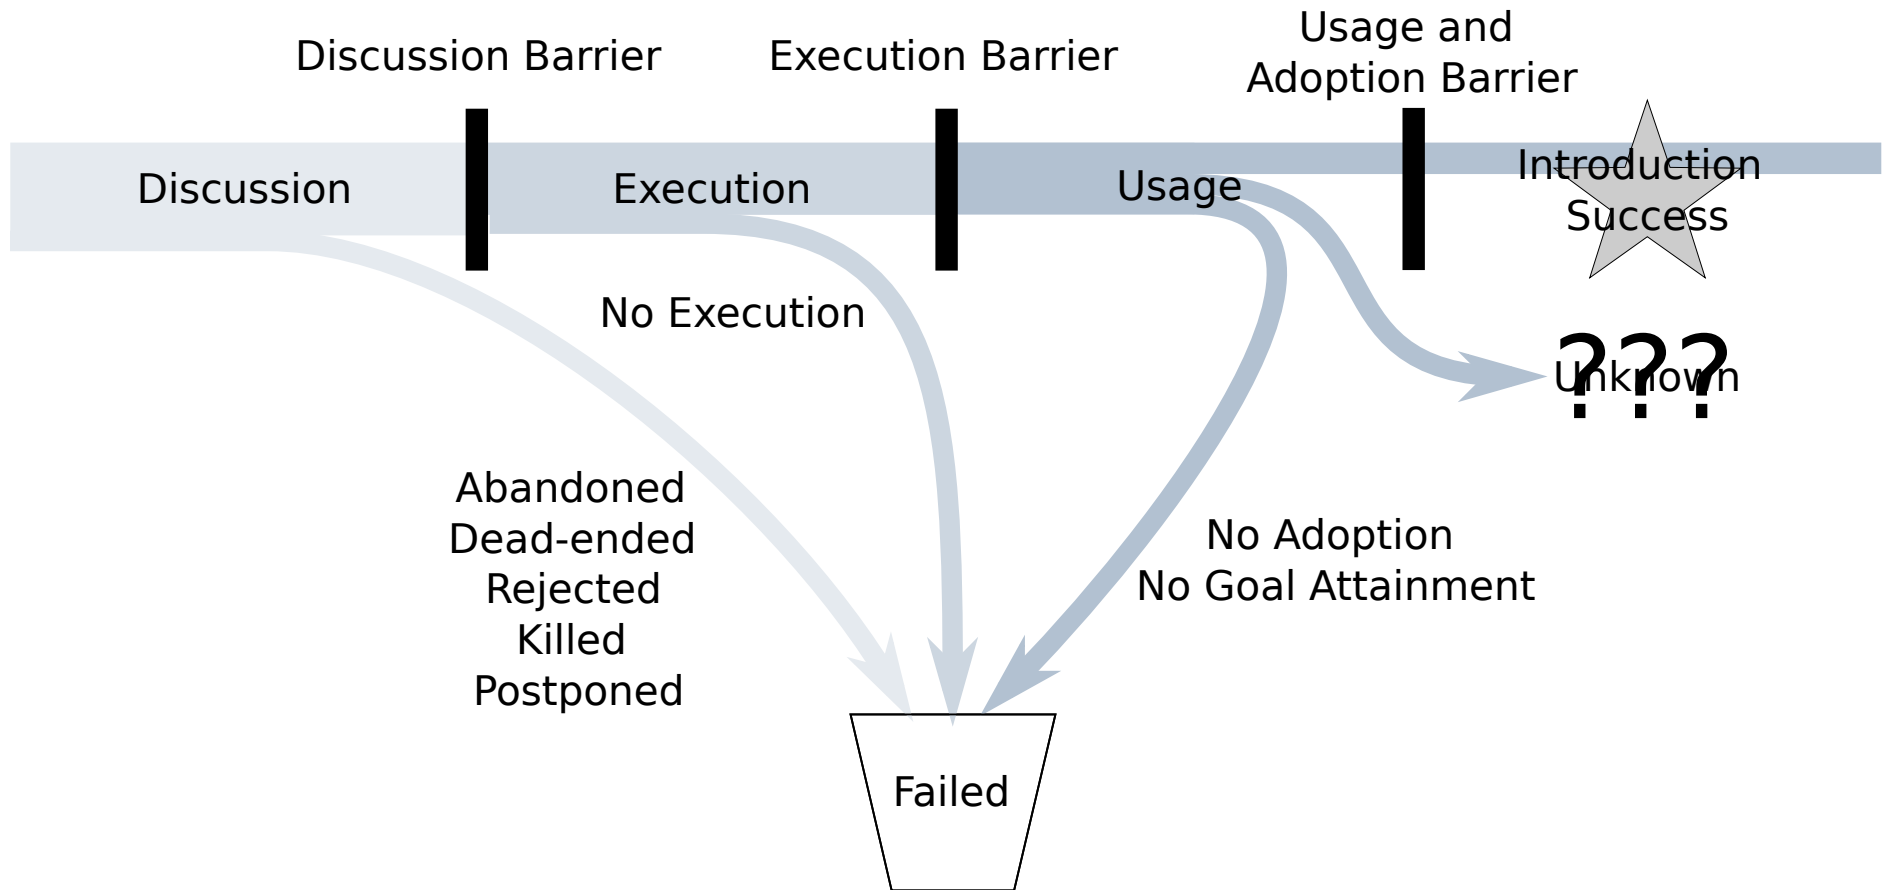 Discussion Barrier
Execution Barrier
Usage and
Adoption Barrier
Discussion
Execution
Usage
Introduction
Success
No Execution
???
Unknown
Abandoned
Dead-ended
Rejected
Killed
Postponed
No Adoption
No Goal Attainment
Failed